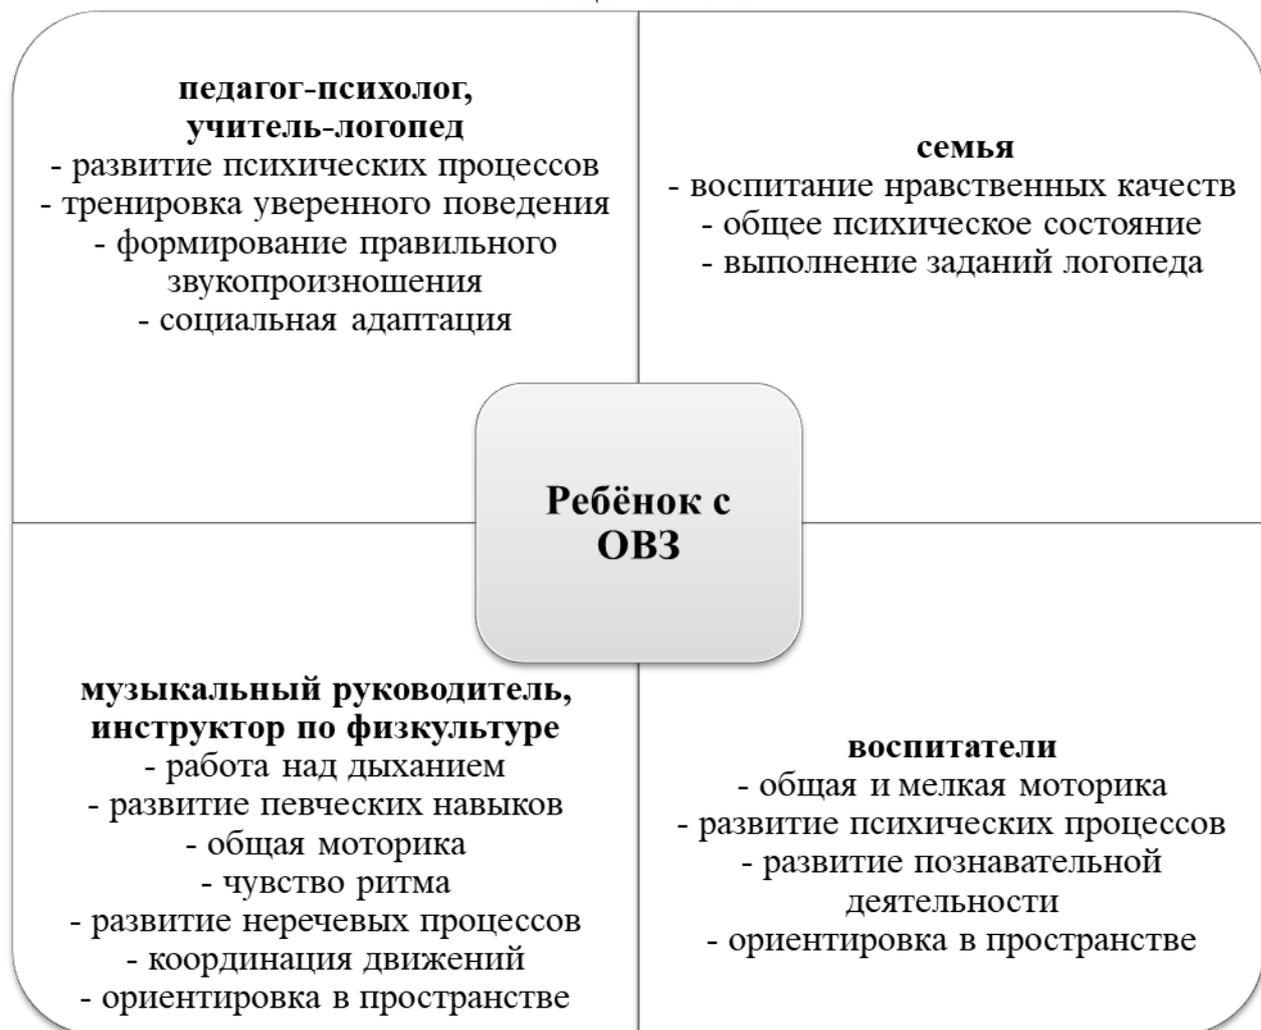 педагог-психолог,
учитель-логопед
- развитие психических процессов
- тренировка уверенного поведения
- формирование правильного
звукопроизношения
- социальная адаптация
семья
- воспитание нравственных качеств
- общее психическое состояние
- выполнение заданий логопеда
Ребёнок с
ОВЗ
музыкальный руководитель,
инструктор по физкультуре
- работа над дыханием
- развитие певческих навыков
- общая моторика
- чувство ритма
- развитие неречевых процессов
- координация движений
- ориентировка в пространстве
воспитатели
- общая и мелкая моторика
- развитие психических процессов
- развитие познавательной
деятельности
- ориентировка в пространстве